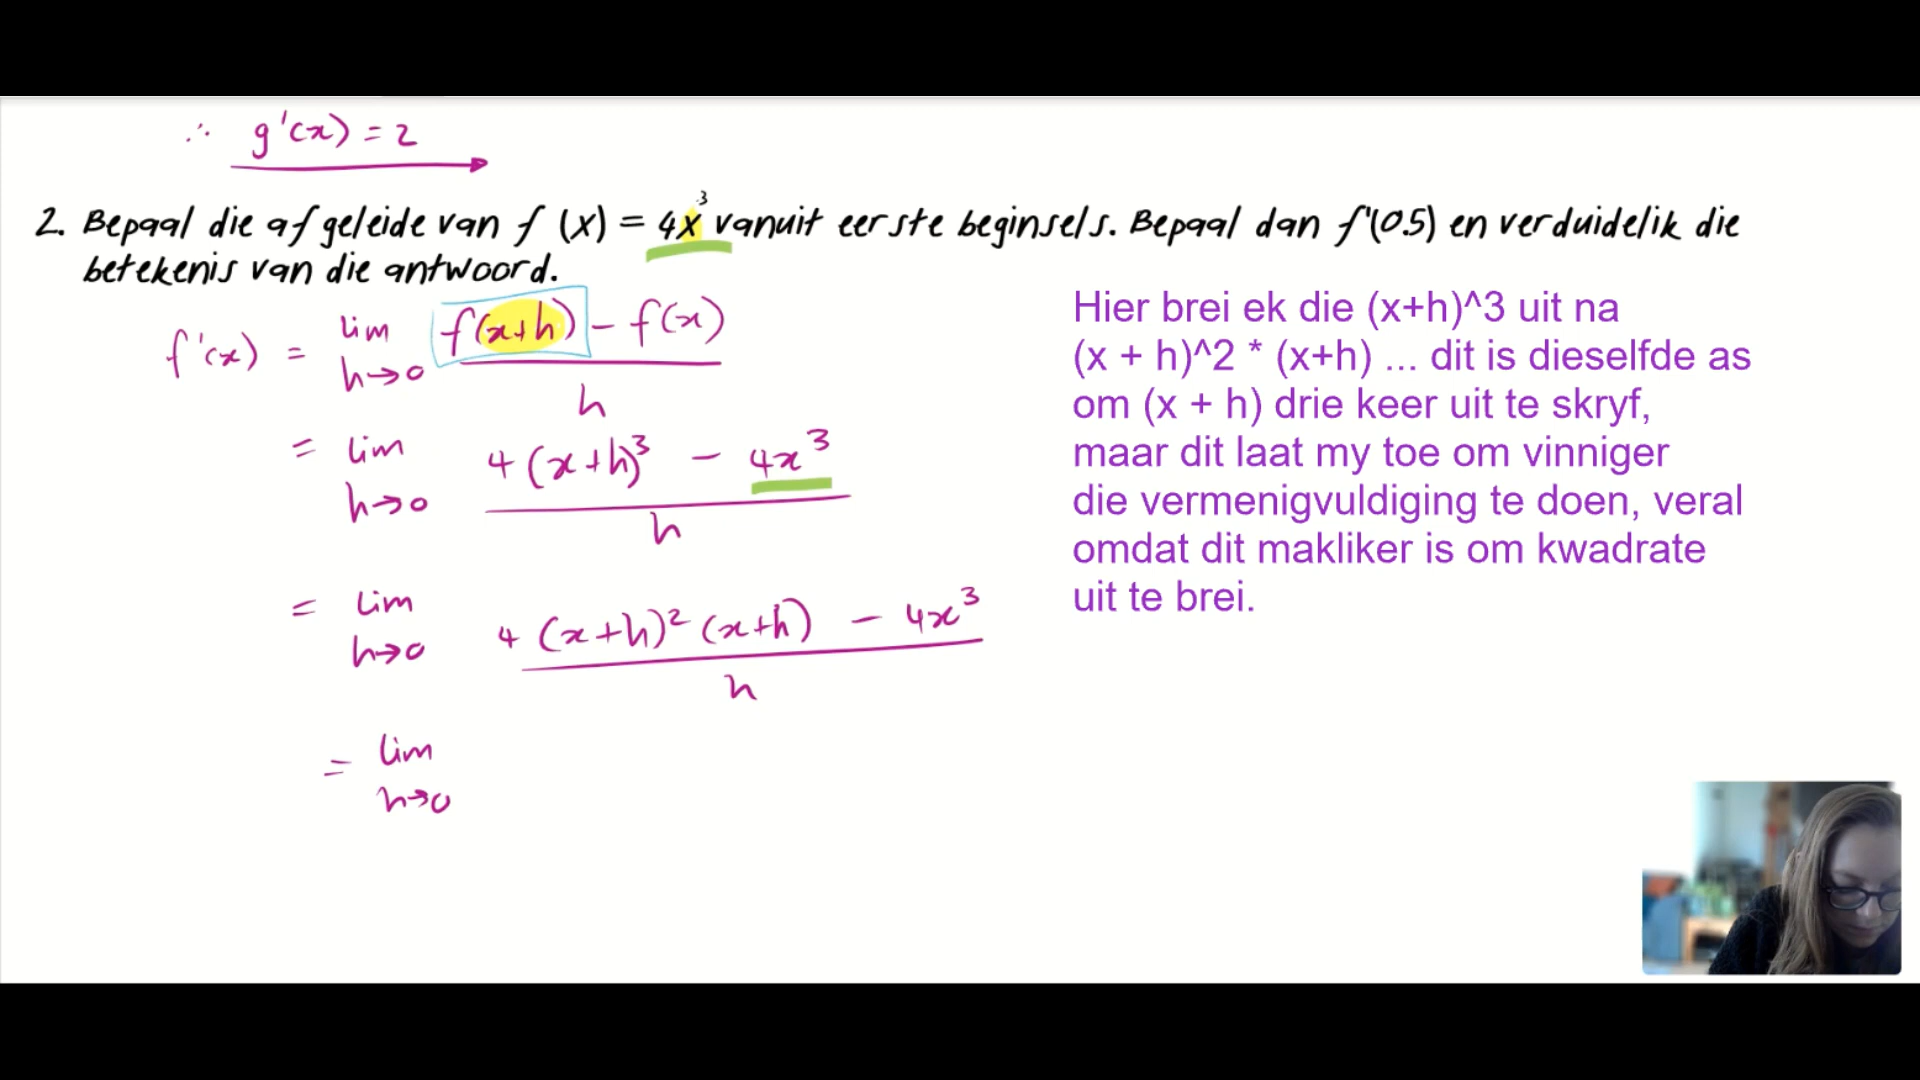 ∴ g'(x) = 2
2. Bepaal die afgeleide van f (x) = 4x³ vanuit eerste beginsels. Bepaal dan f'(0.5) en verduidelik die
betekenis van die antwoord.
f'(x) = lim h→0 f(x+h) - f(x)
h
= lim h→0 4(x+h)³ - 4x³
h
= lim h→0 4(x+h)²(x+h) - 4x³
h
= lim h→0
Hier brei ek die (x+h)^3 uit na
(x + h)^2 * (x+h) ... dit is dieselfde as
om (x + h) drie keer uit te skryf,
maar dit laat my toe om vinniger
die vermenigvuldiging te doen, veral
omdat dit makliker is om kwadrate
uit te brei.